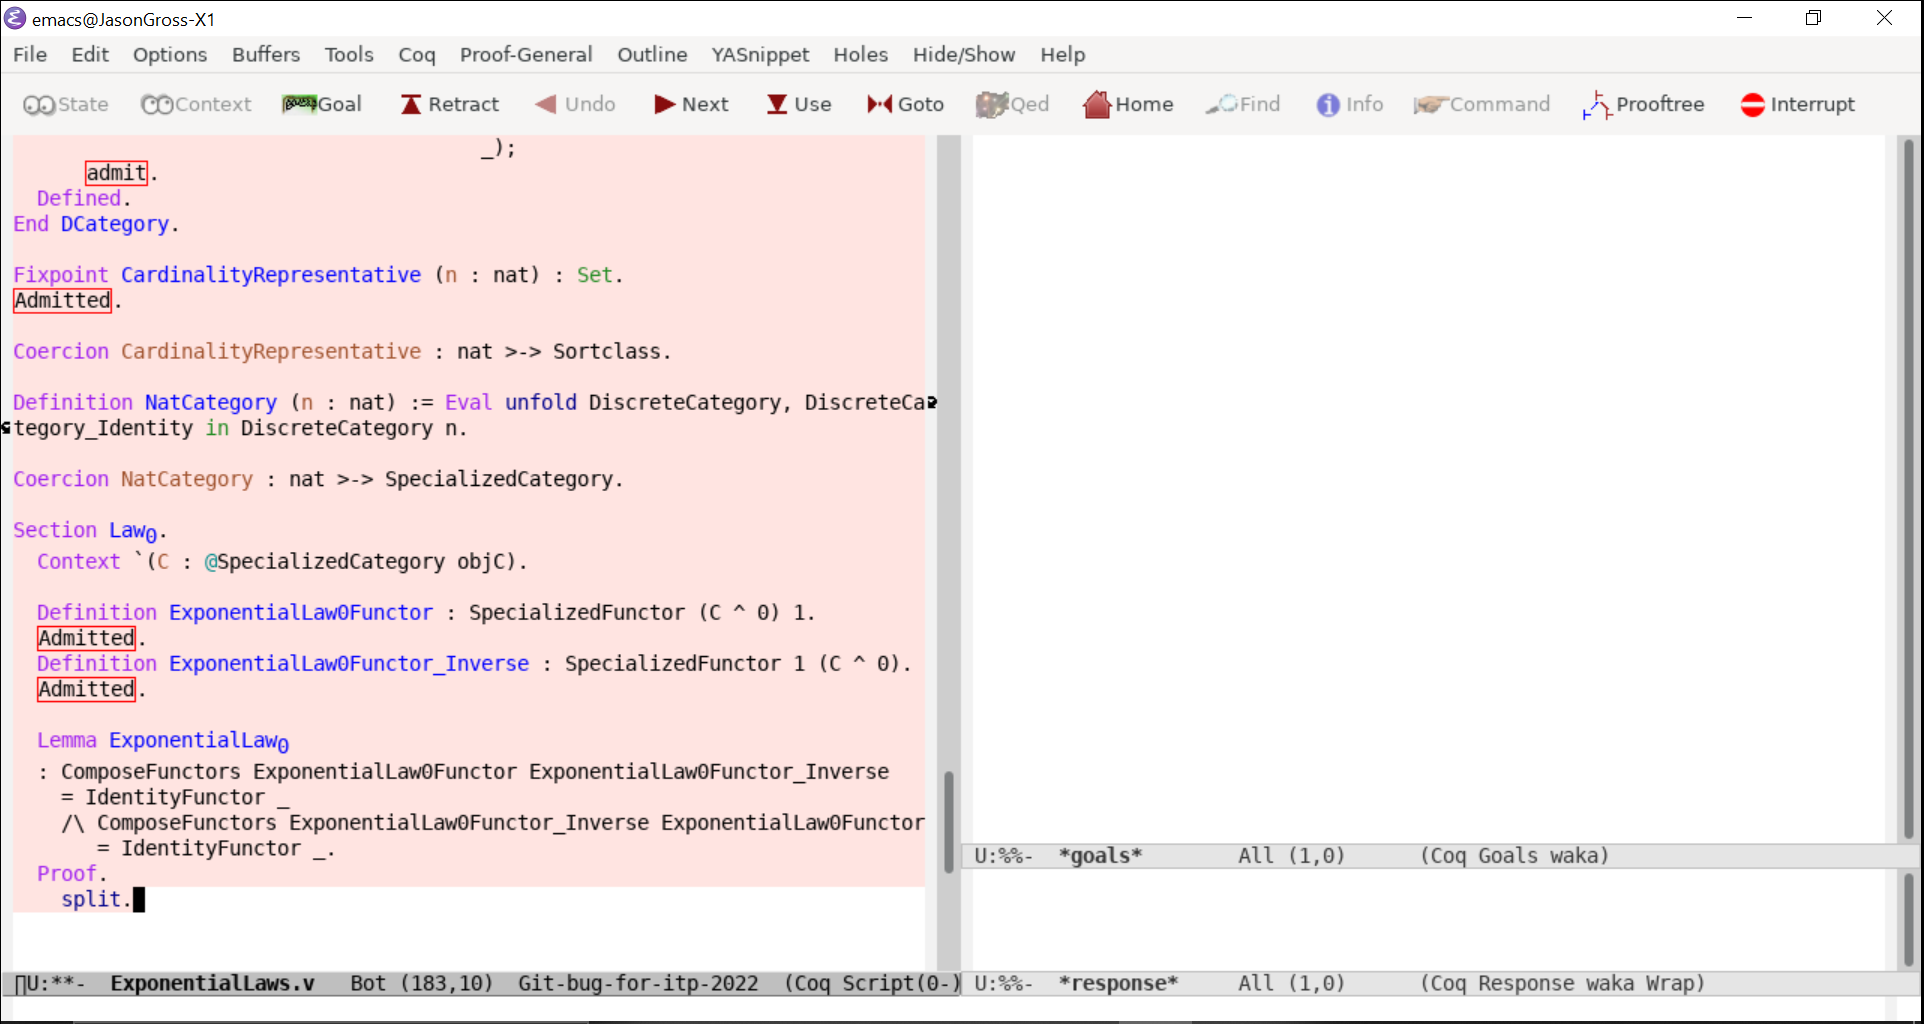 emacs@JasonGross-X1
File Edit Options Buffers Tools Coq Proof-General Outline YASnippet Holes Hide/Show Help
State Context Goal Retract Undo Next Use Goto Qed Home Find Info Command Prooftree Interrupt
_);
admit.
Defined.
End DCategory.
Fixpoint CardinalityRepresentative (n : nat) : Set.
Admitted.
Coercion CardinalityRepresentative : nat >-> Sortclass.
Definition NatCategory (n : nat) := Eval unfold DiscreteCategory, DiscreteCa
tegory_Identity in DiscreteCategory n.
Coercion NatCategory : nat >-> SpecializedCategory.
Section Law₀.
Context `(C : @SpecializedCategory objC).
Definition ExponentialLaw0Functor : SpecializedFunctor (C ^ 0) 1.
Admitted.
Definition ExponentialLaw0Functor_Inverse : SpecializedFunctor 1 (C ^ 0).
Admitted.
Lemma ExponentialLaw₀
: ComposeFunctors ExponentialLaw0Functor ExponentialLaw0Functor_Inverse
= IdentityFunctor _
/\ ComposeFunctors ExponentialLaw0Functor_Inverse ExponentialLaw0Functor
= IdentityFunctor _.
Proof.
split.
U:**- ExponentialLaws.v Bot (183,10) Git-bug-for-itp-2022 (Coq Script(0-)
U:%%- *goals* All (1,0) (Coq Goals waka)
U:%%- *response* All (1,0) (Coq Response waka Wrap)